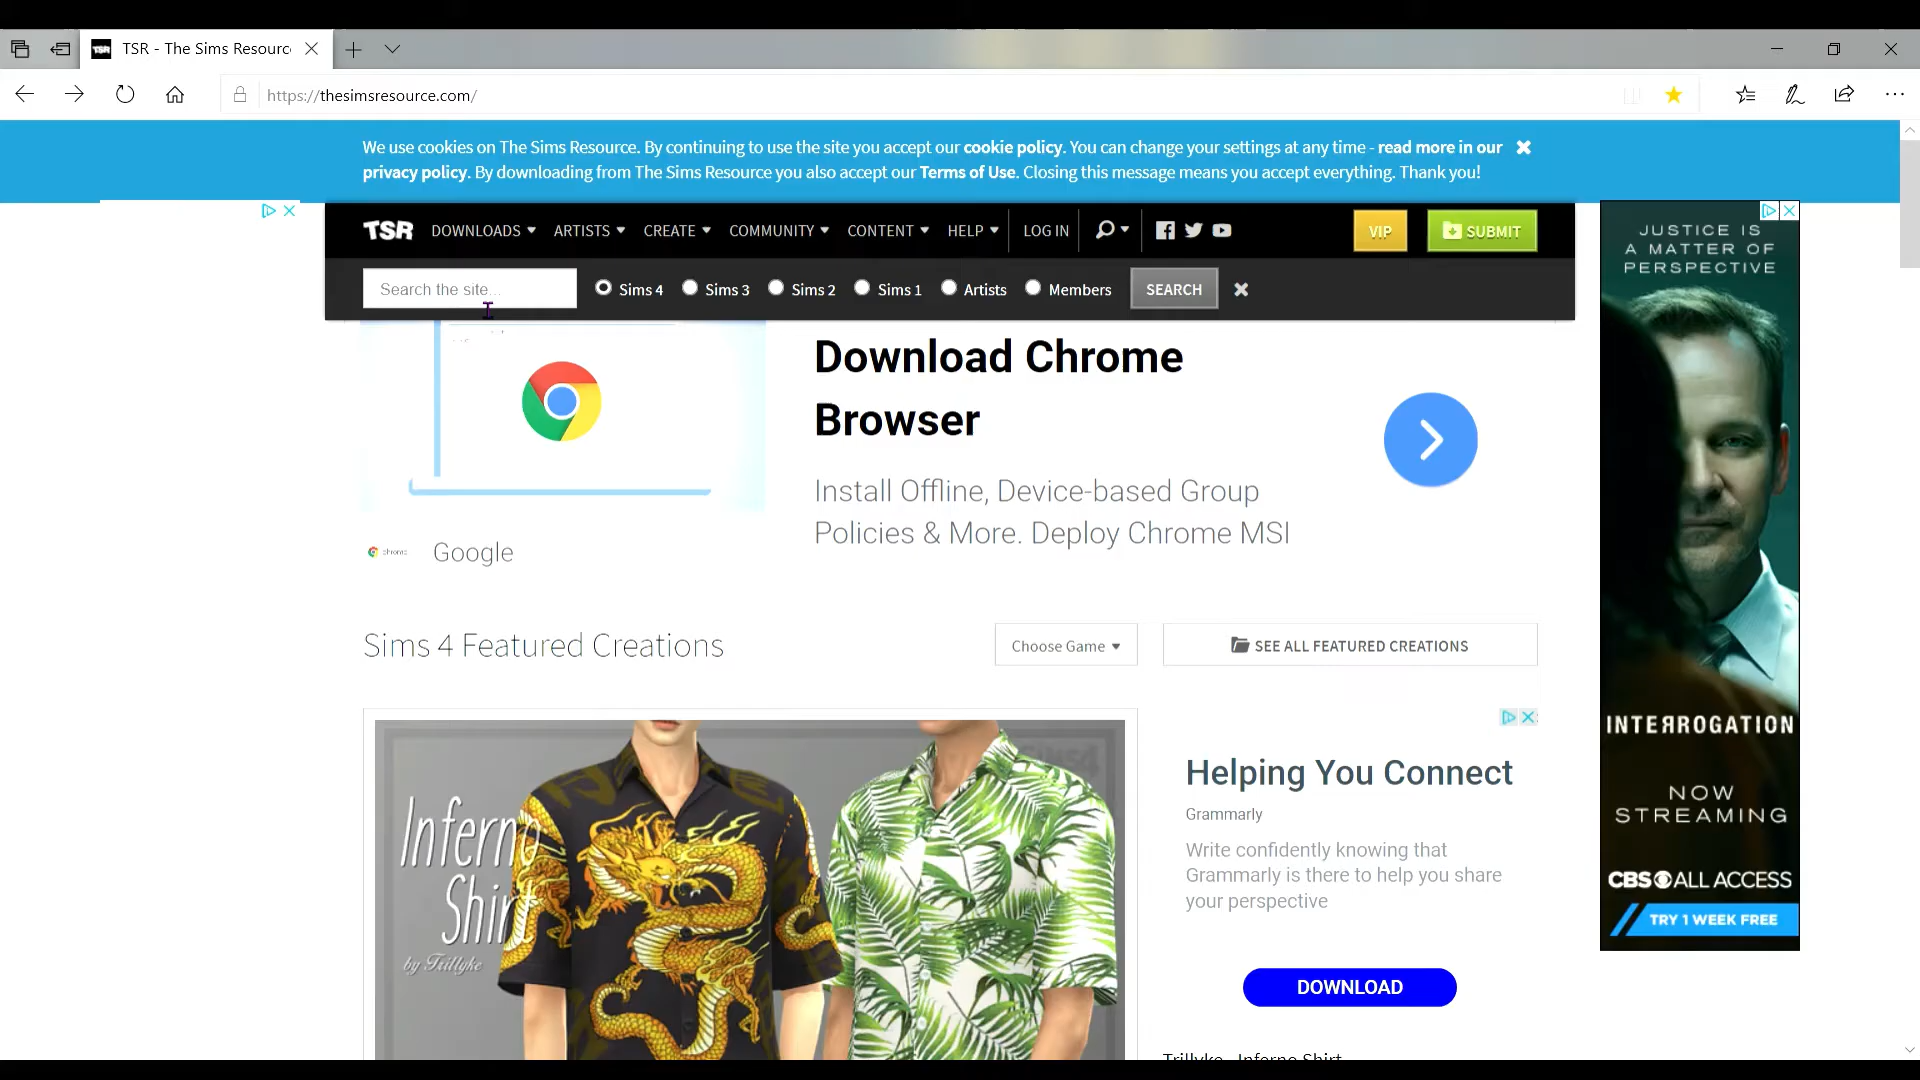 TSR - The Sims Resourc
https://thesimsresource.com/
We use cookies on The Sims Resource. By continuing to use the site you accept our cookie policy. You can change your settings at any time - read more in our
privacy policy. By downloading from The Sims Resource you also accept our Terms of Use. Closing this message means you accept everything. Thank you!
TSR DOWNLOADS ARTISTS CREATE COMMUNITY CONTENT HELP LOG IN VIP SUBMIT
Search the site... Sims 4 Sims 3 Sims 2 Sims 1 Artists Members SEARCH
Download Chrome
Browser
Install Offline, Device-based Group
Policies & More. Deploy Chrome MSI
chrome Google
JUSTICE IS
A MATTER OF
PERSPECTIVE
INTERROGATION
NOW
STREAMING
CBS ALL ACCESS
TRY 1 WEEK FREE
Sims 4 Featured Creations
Choose Game
SEE ALL FEATURED CREATIONS
Inferno
Shirt
by Trillyke
Helping You Connect
Grammarly
Write confidently knowing that
Grammarly is there to help you share
your perspective
DOWNLOAD
Trillyke - Inferno Shirt